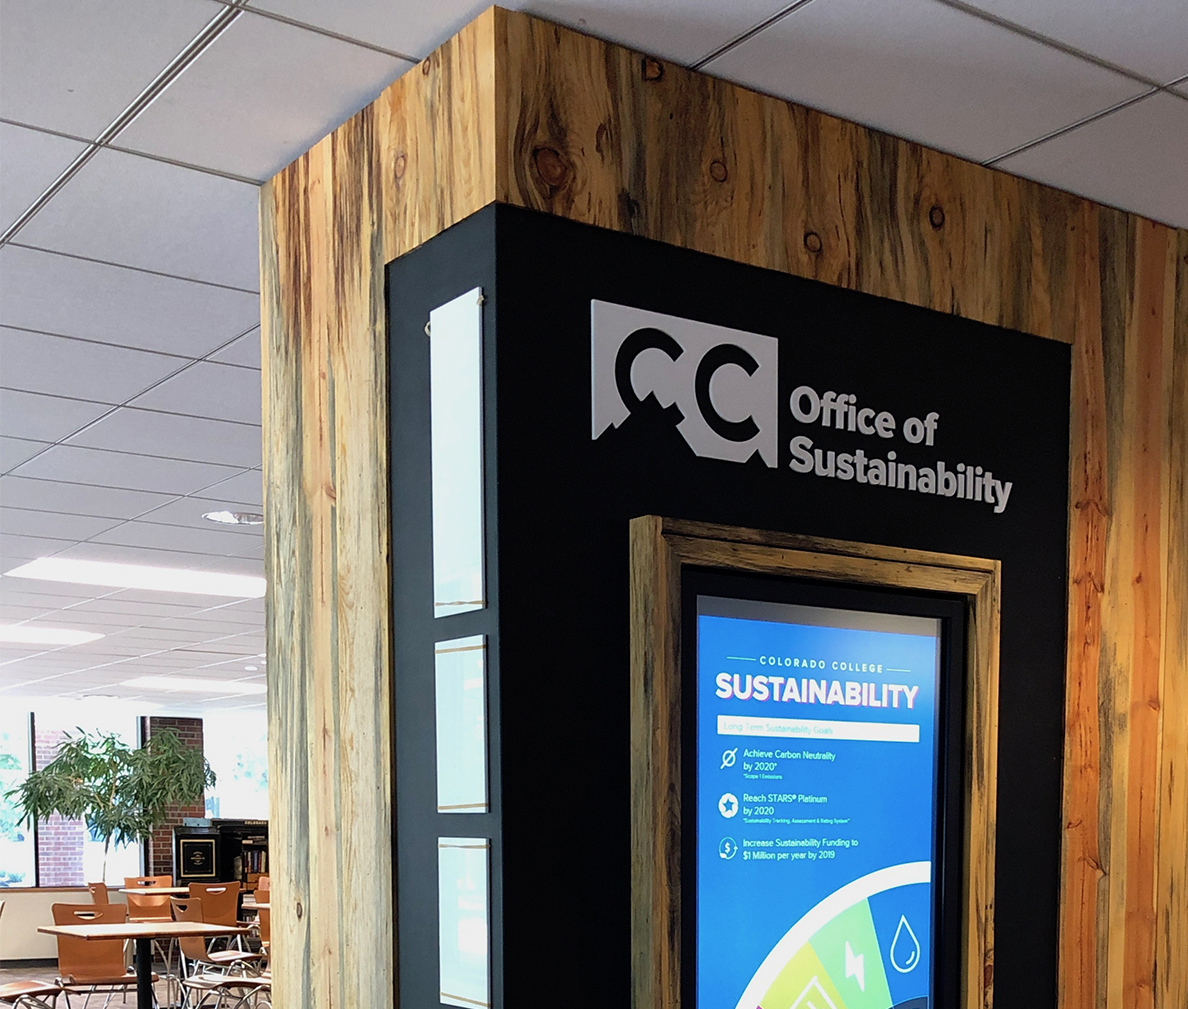 CC
Office of
Sustainability
COLORADO COLLEGE
SUSTAINABILITY
Long-Term Sustainability Goals
Achieve Carbon Neutrality
by 2020*
*Scope 1 Emissions
Reach STARS® Platinum
by 2020
*Sustainability Tracking, Assessment & Rating System*
Increase Sustainability Funding to
$1 Million per year by 2019
COLORADO